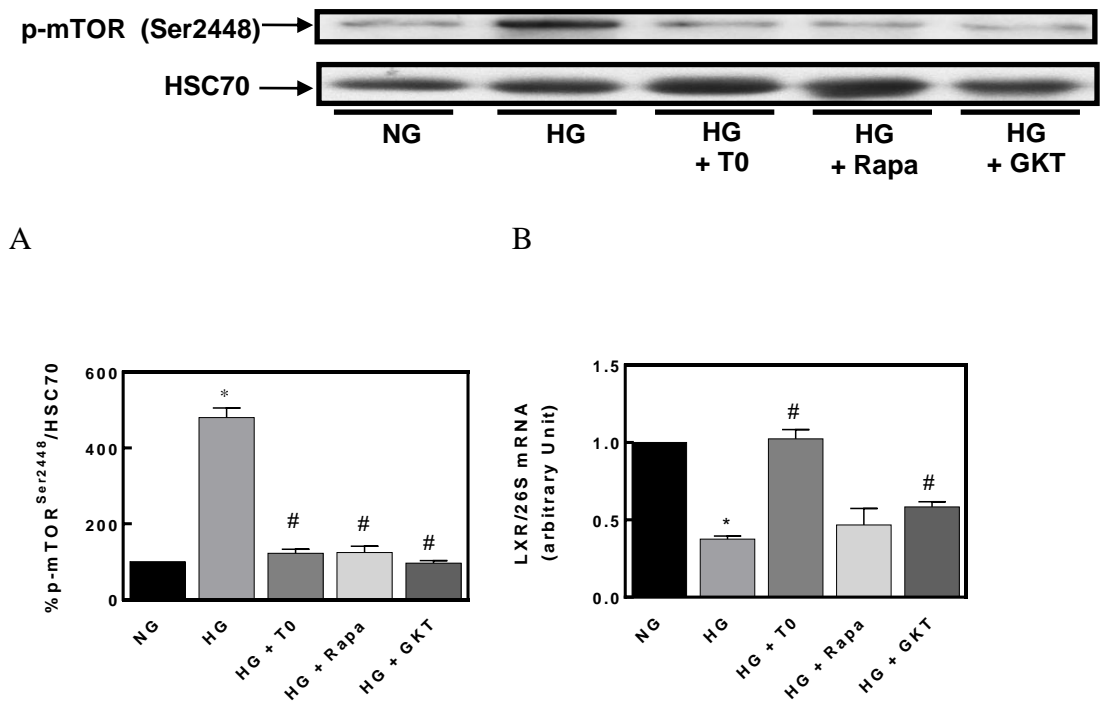 p-mTOR (Ser2448)
HSC70
NG
HG
HG
+ T0
HG
+ Rapa
HG
+ GKT
A
B
%p-mTOR^Ser2448/HSC70
600
400
200
0
*
#
#
#
NG
HG
HG + T0
HG + Rapa
HG + GKT
LXR/26S mRNA
(arbitrary Unit)
1.5
1.0
0.5
0.0
*
#
#
NG
HG
HG + T0
HG + Rapa
HG + GKT